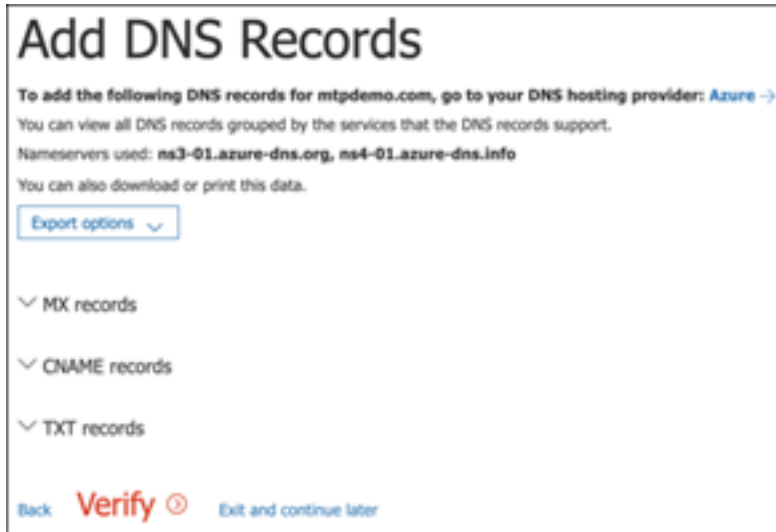 Add DNS Records
To add the following DNS records for mtpdemo.com, go to your DNS hosting provider: Azure →
You can view all DNS records grouped by the services that the DNS records support.
Nameservers used: ns3-01.azure-dns.org, ns4-01.azure-dns.info
You can also download or print this data.
Export options
MX records
CNAME records
TXT records
Back Verify Exit and continue later